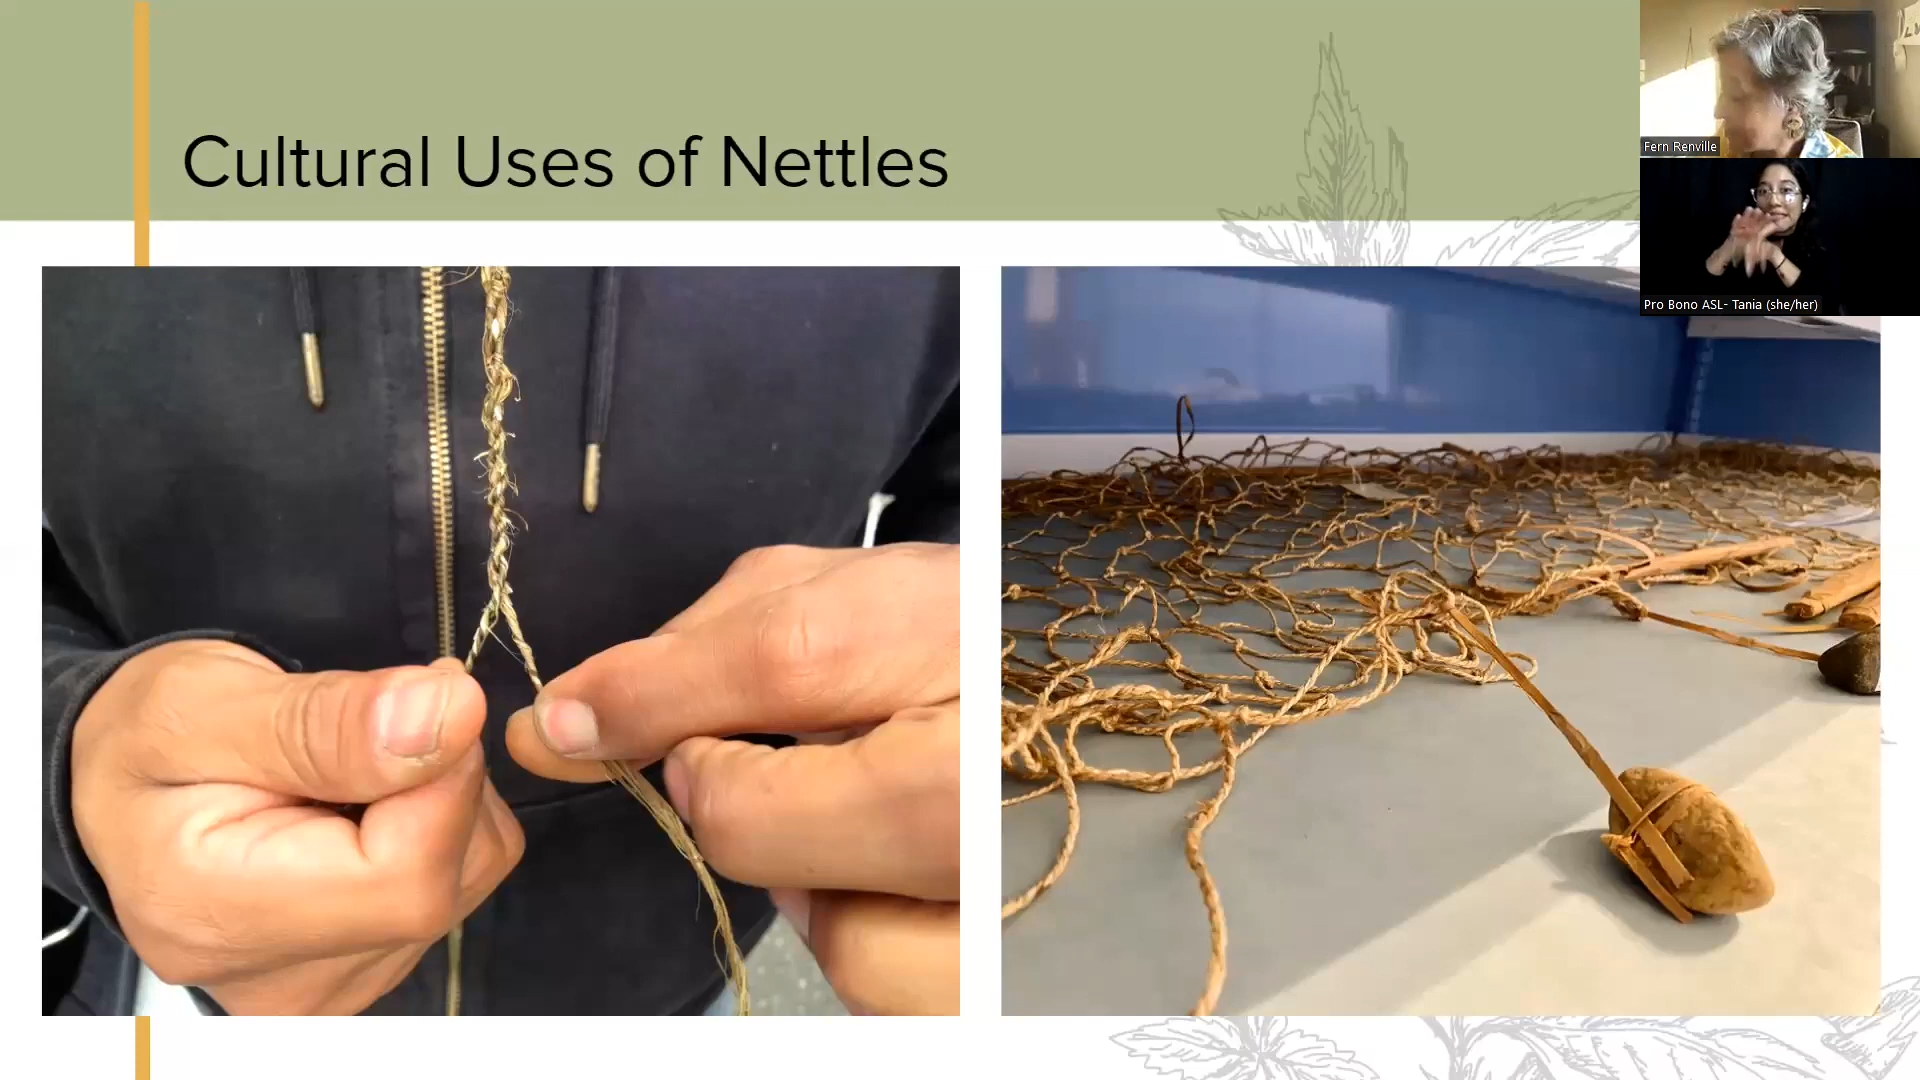 Cultural Uses of Nettles
Fern Renville
Pro Bono ASL- Tania (she/her)